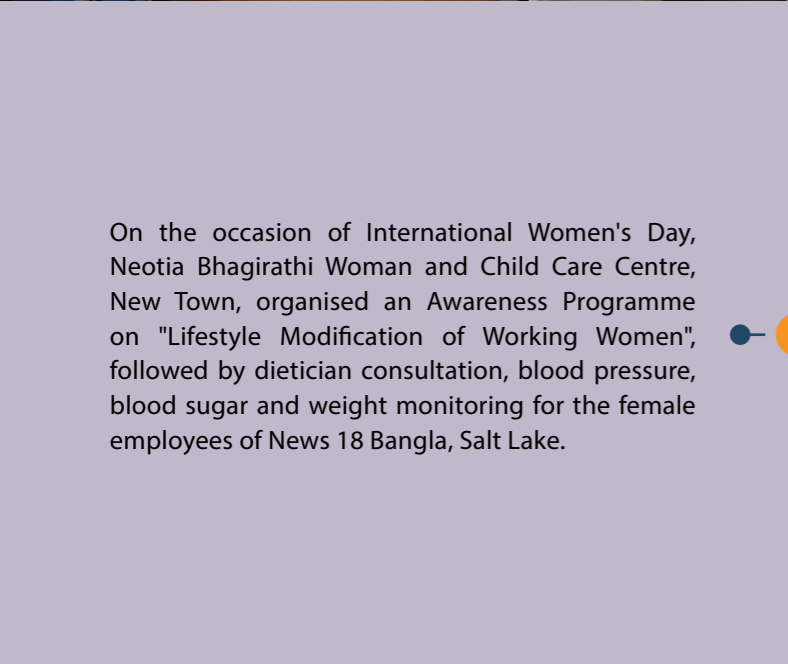 On the occasion of International Women's Day,
Neotia Bhagirathi Woman and Child Care Centre,
New Town, organised an Awareness Programme
on "Lifestyle Modification of Working Women",
followed by dietician consultation, blood pressure,
blood sugar and weight monitoring for the female
employees of News 18 Bangla, Salt Lake.